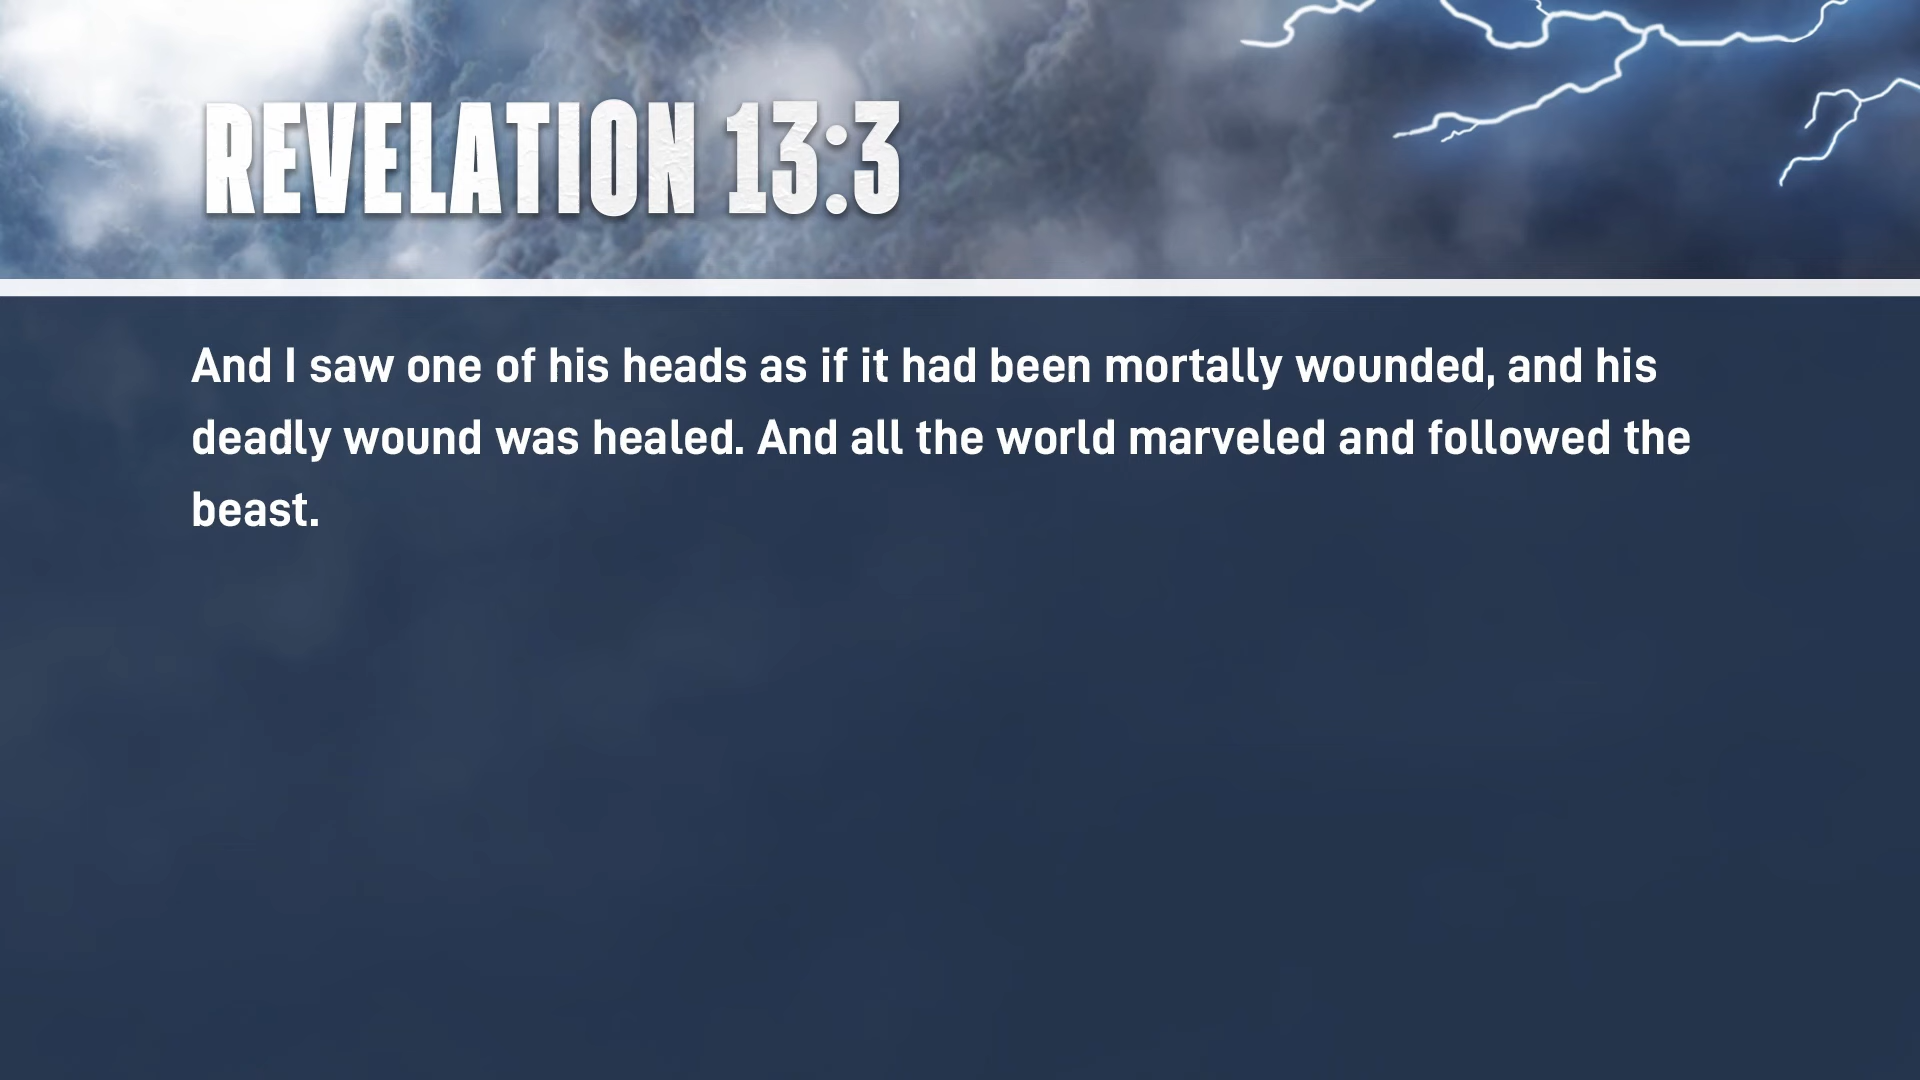 REVELATION 13:3
And I saw one of his heads as if it had been mortally wounded, and his
deadly wound was healed. And all the world marveled and followed the
beast.